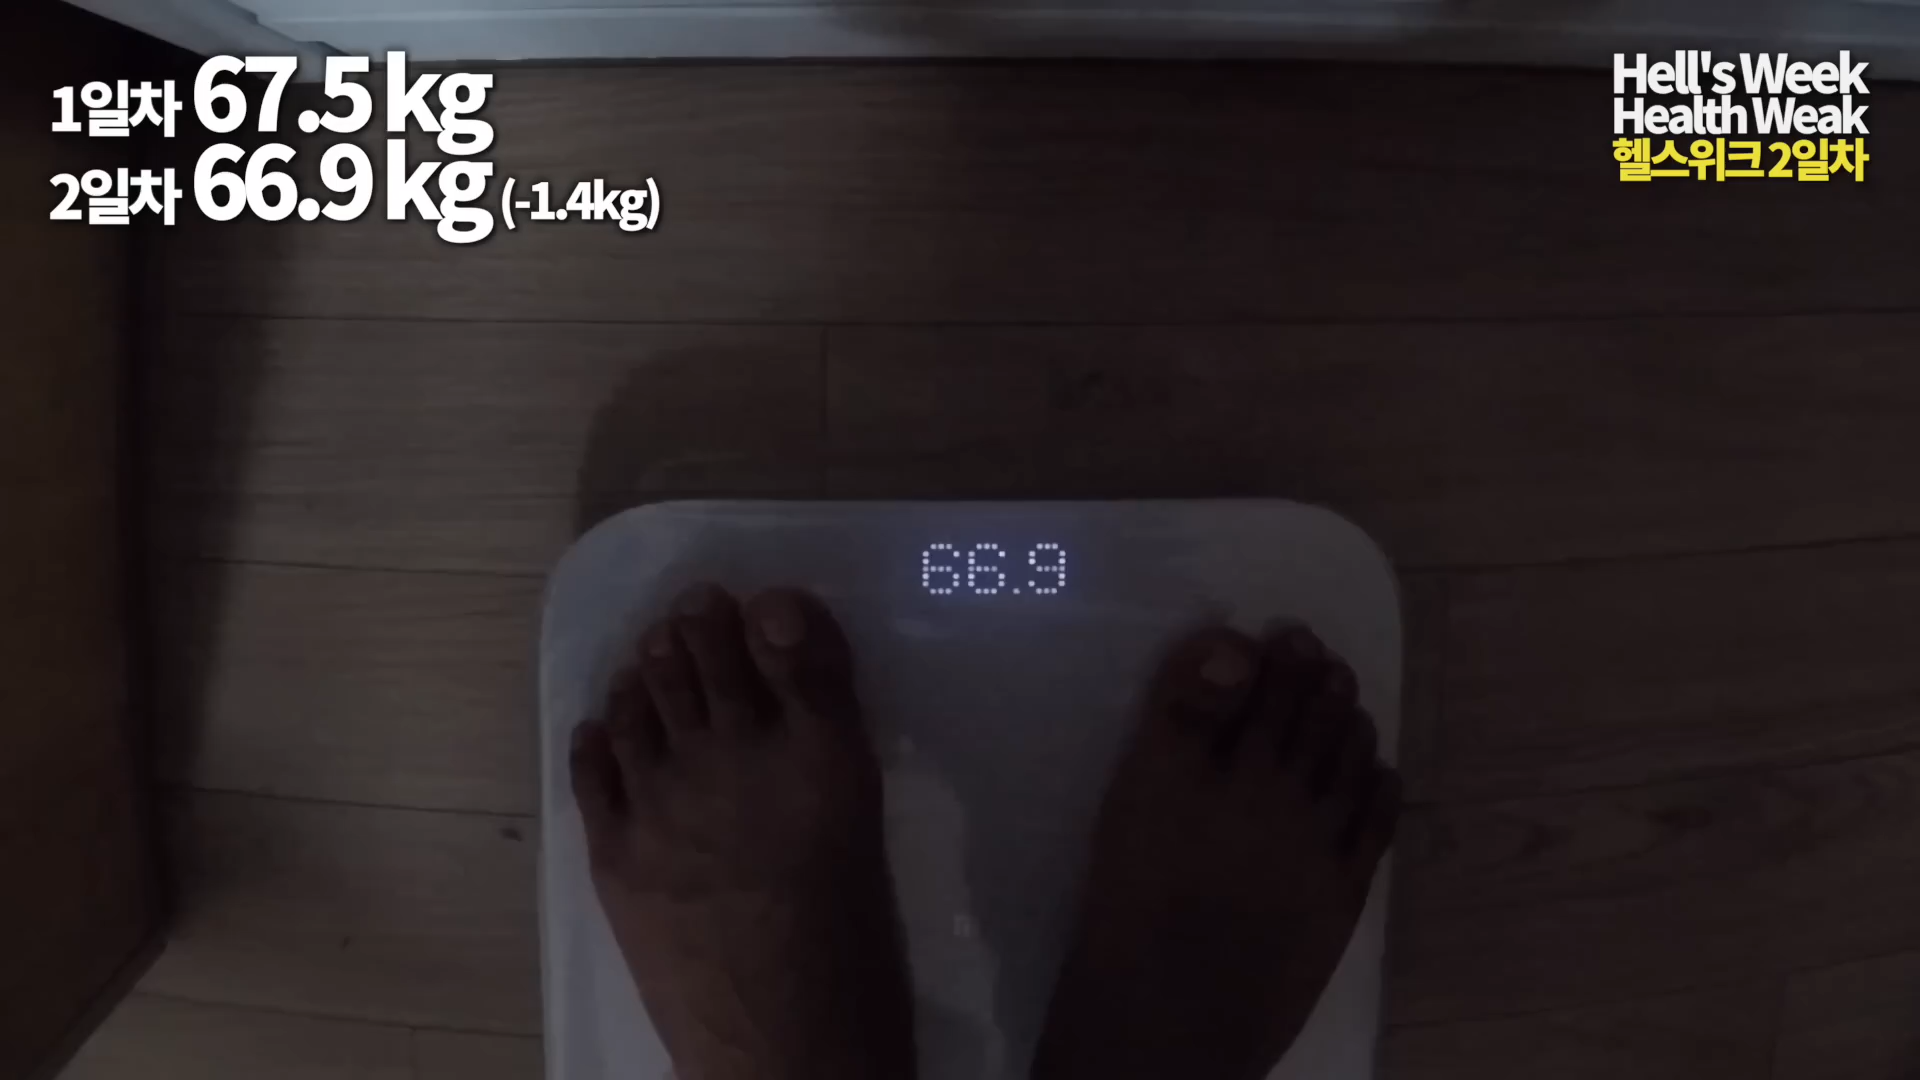 1일차 67.5 kg
2일차 66.9 kg (-1.4kg)
Hell's Week
Health Weak
헬스위크 2일차
66.9